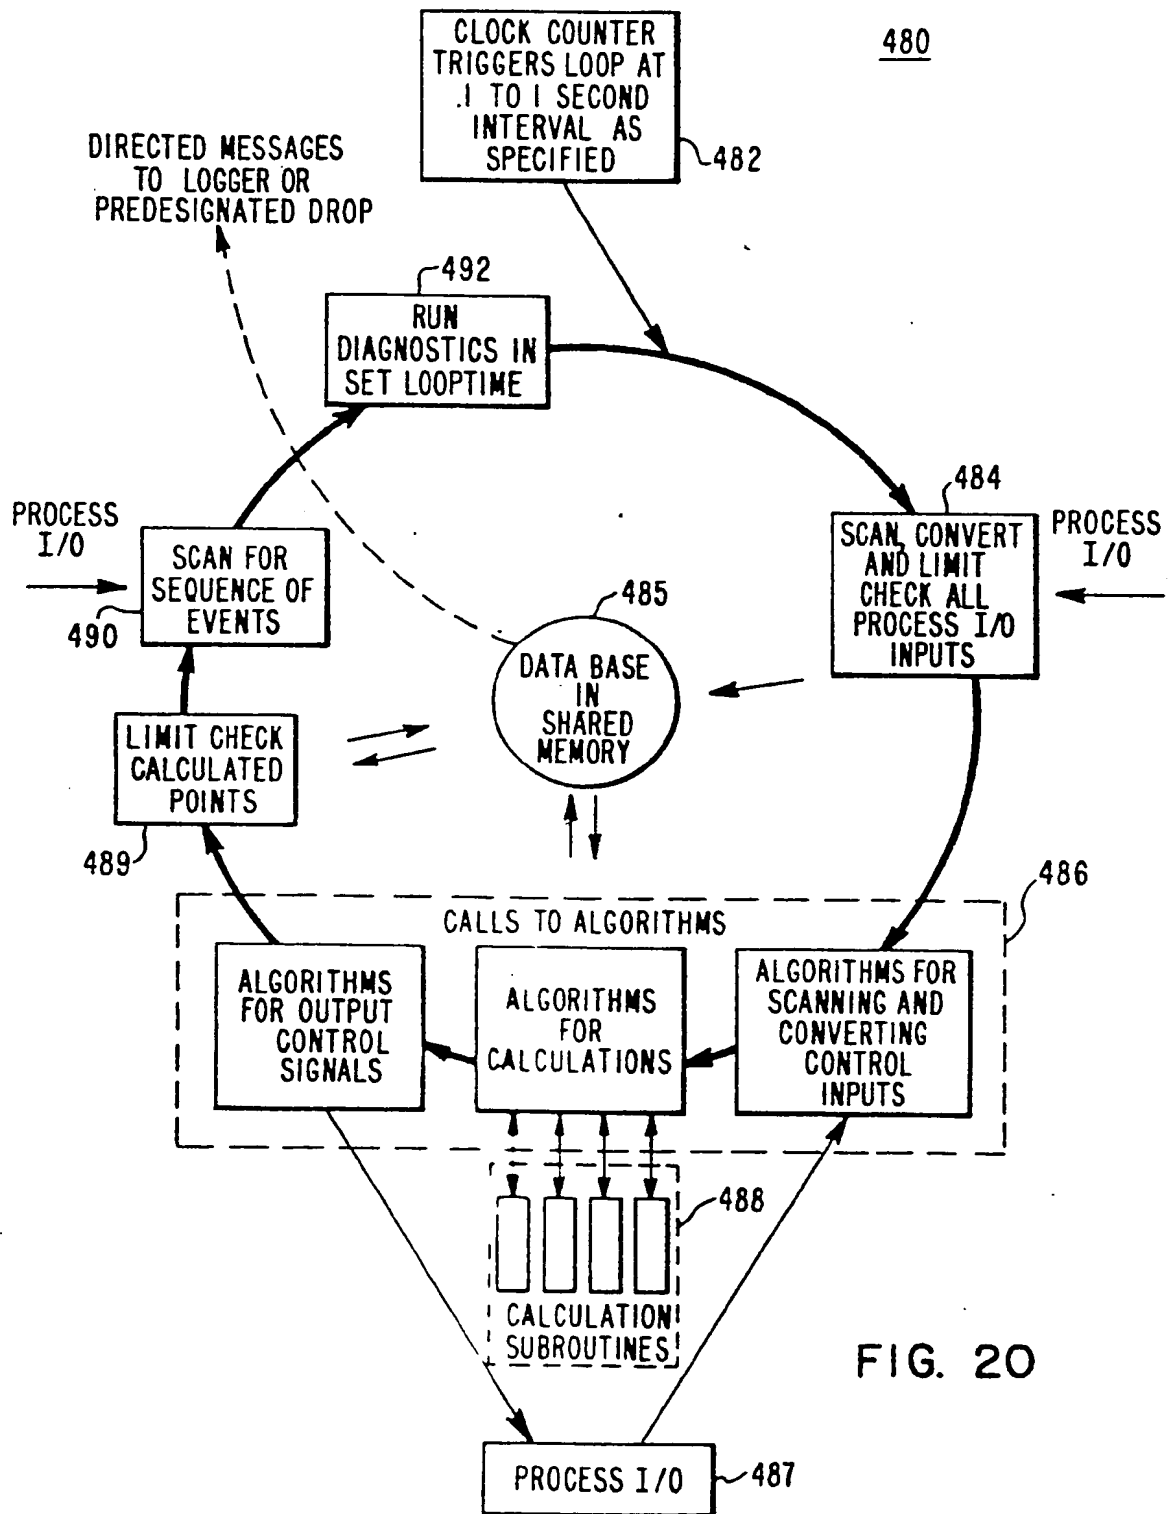 CLOCK COUNTER
TRIGGERS LOOP AT
.1 TO 1 SECOND
INTERVAL AS
SPECIFIED
480
482
DIRECTED MESSAGES
TO LOGGER OR
PREDESIGNATED DROP
492
RUN
DIAGNOSTICS IN
SET LOOPTIME
484
SCAN, CONVERT
AND LIMIT
CHECK ALL
PROCESS I/O
INPUTS
PROCESS
I/O
PROCESS
I/O
SCAN FOR
SEQUENCE OF
EVENTS
490
485
DATA BASE
IN
SHARED
MEMORY
LIMIT CHECK
CALCULATED
POINTS
489
486
CALLS TO ALGORITHMS
ALGORITHMS
FOR OUTPUT
CONTROL
SIGNALS
ALGORITHMS
FOR
CALCULATIONS
ALGORITHMS FOR
SCANNING AND
CONVERTING
CONTROL
INPUTS
488
CALCULATION
SUBROUTINES
FIG. 20
PROCESS I/O
487